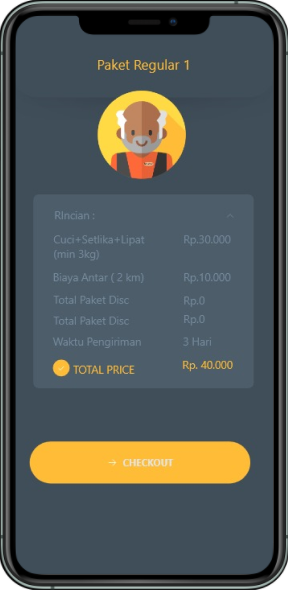 Paket Regular 1
RIncian :
Cuci+Setlika+Lipat Rp.30.000
(min 3kg)
Biaya Antar ( 2 km) Rp.10.000
Total Paket Disc Rp.0
Total Paket Disc Rp.0
Waktu Pengiriman 3 Hari
TOTAL PRICE Rp. 40.000
→ CHECKOUT